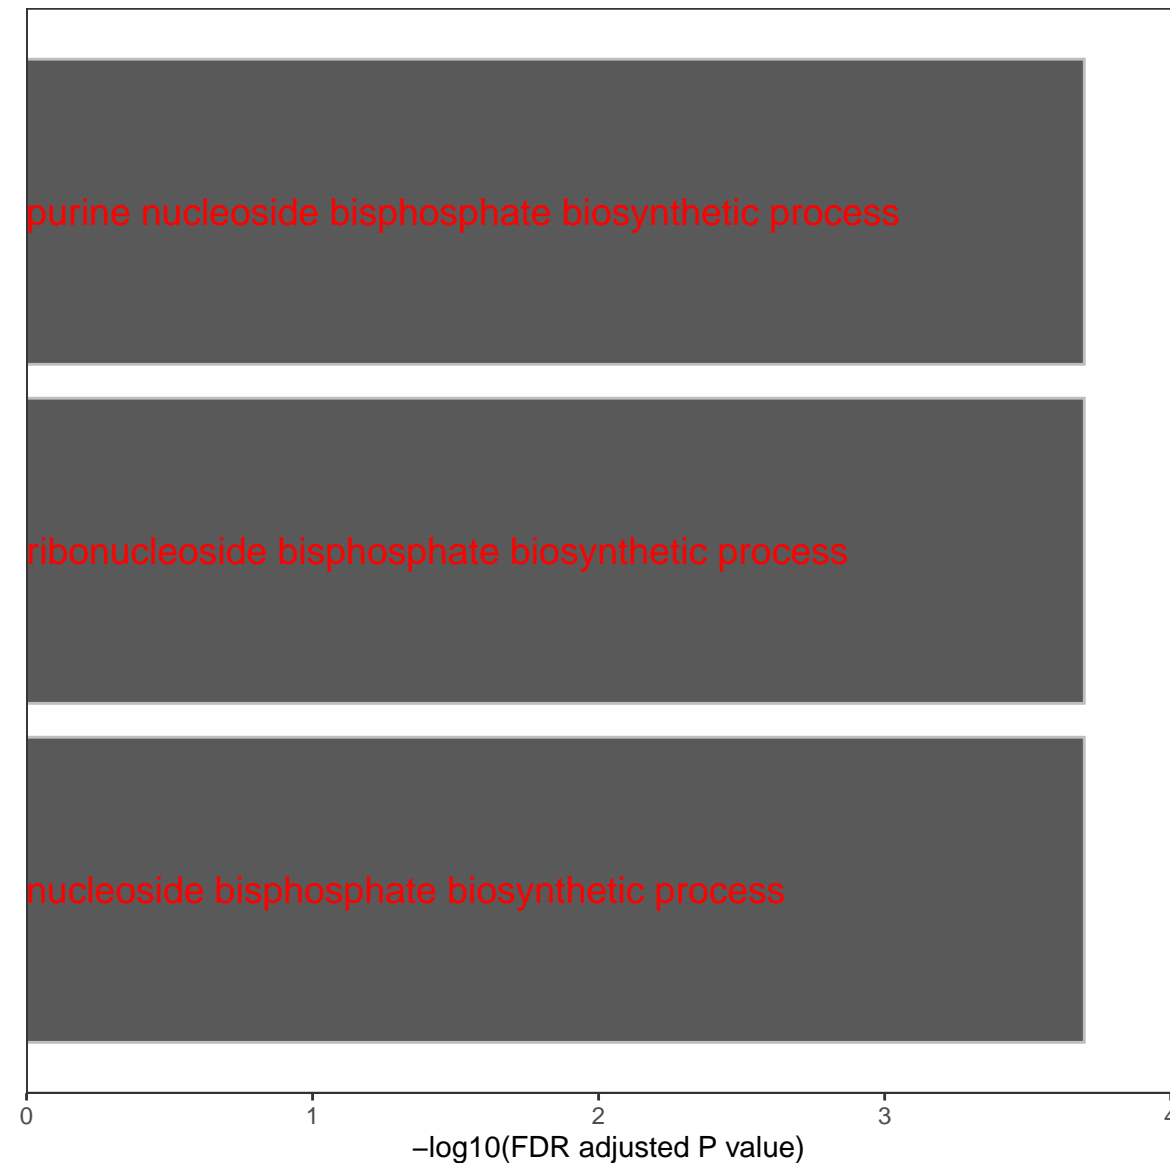 purine nucleoside bisphosphate biosynthetic process
ribonucleoside bisphosphate biosynthetic process
nucleoside bisphosphate biosynthetic process
0 1 2 3 4
−log10(FDR adjusted P value)